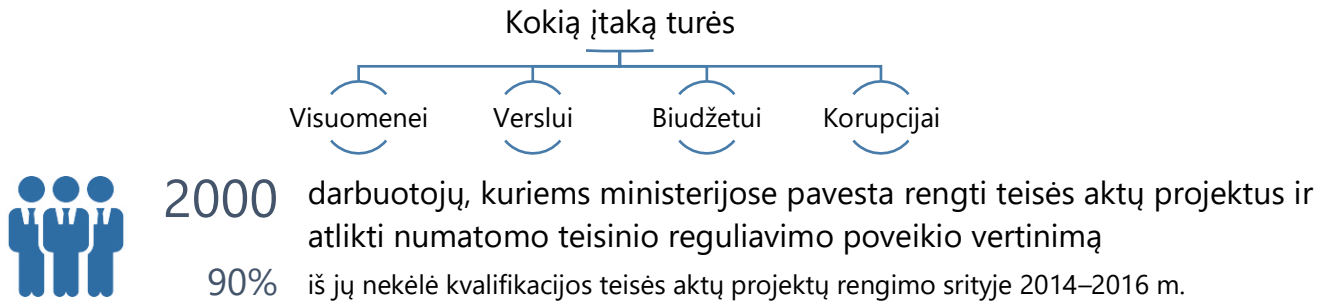 Kokią įtaką turės
Visuomenei Verslui Biudžetui Korupcijai
2000 darbuotojų, kuriems ministerijose pavesta rengti teisės aktų projektus ir
atlikti numatomo teisinio reguliavimo poveikio vertinimą
90% iš jų nekėlė kvalifikacijos teisės aktų projektų rengimo srityje 2014–2016 m.